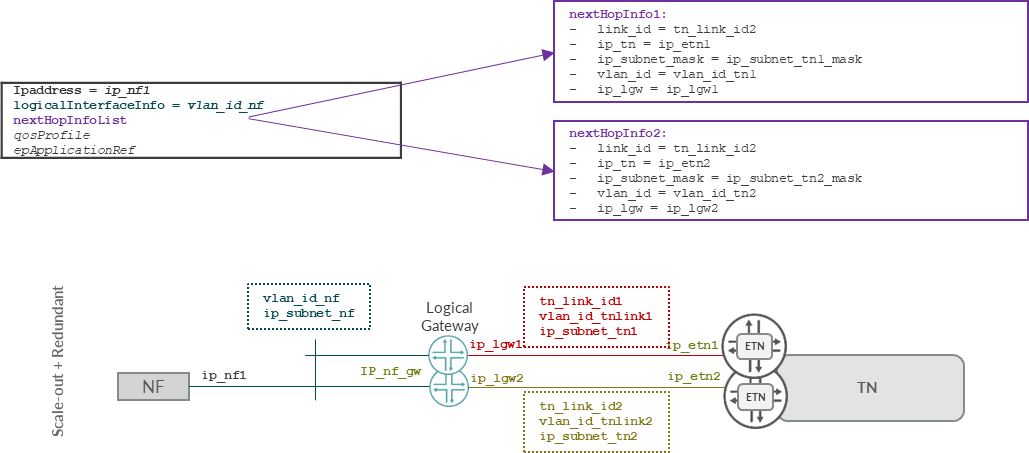 nextHopInfo1:
- link_id = tn_link_id2
- ip_tn = ip_etn1
- ip_subnet_mask = ip_subnet_tn1_mask
- vlan_id = vlan_id_tn1
- ip_lgw = ip_lgw1
Ipaddress = ip_nf1
logicalInterfaceInfo = vlan_id_nf
nextHopInfoList
qosProfile
epApplicationRef
nextHopInfo2:
- link_id = tn_link_id2
- ip_tn = ip_etn2
- ip_subnet_mask = ip_subnet_tn2_mask
- vlan_id = vlan_id_tn2
- ip_lgw = ip_lgw2
Scale-out + Redundant
vlan_id_nf
ip_subnet_nf
Logical
Gateway
tn_link_id1
vlan_id_tnlink1
ip_subnet_tn1
ip_lgw1
ip_etn1
ETN
NF
ip_nf1
IP_nf_gw
ip_lgw2
ip_etn2
ETN
TN
tn_link_id2
vlan_id_tnlink2
ip_subnet_tn2